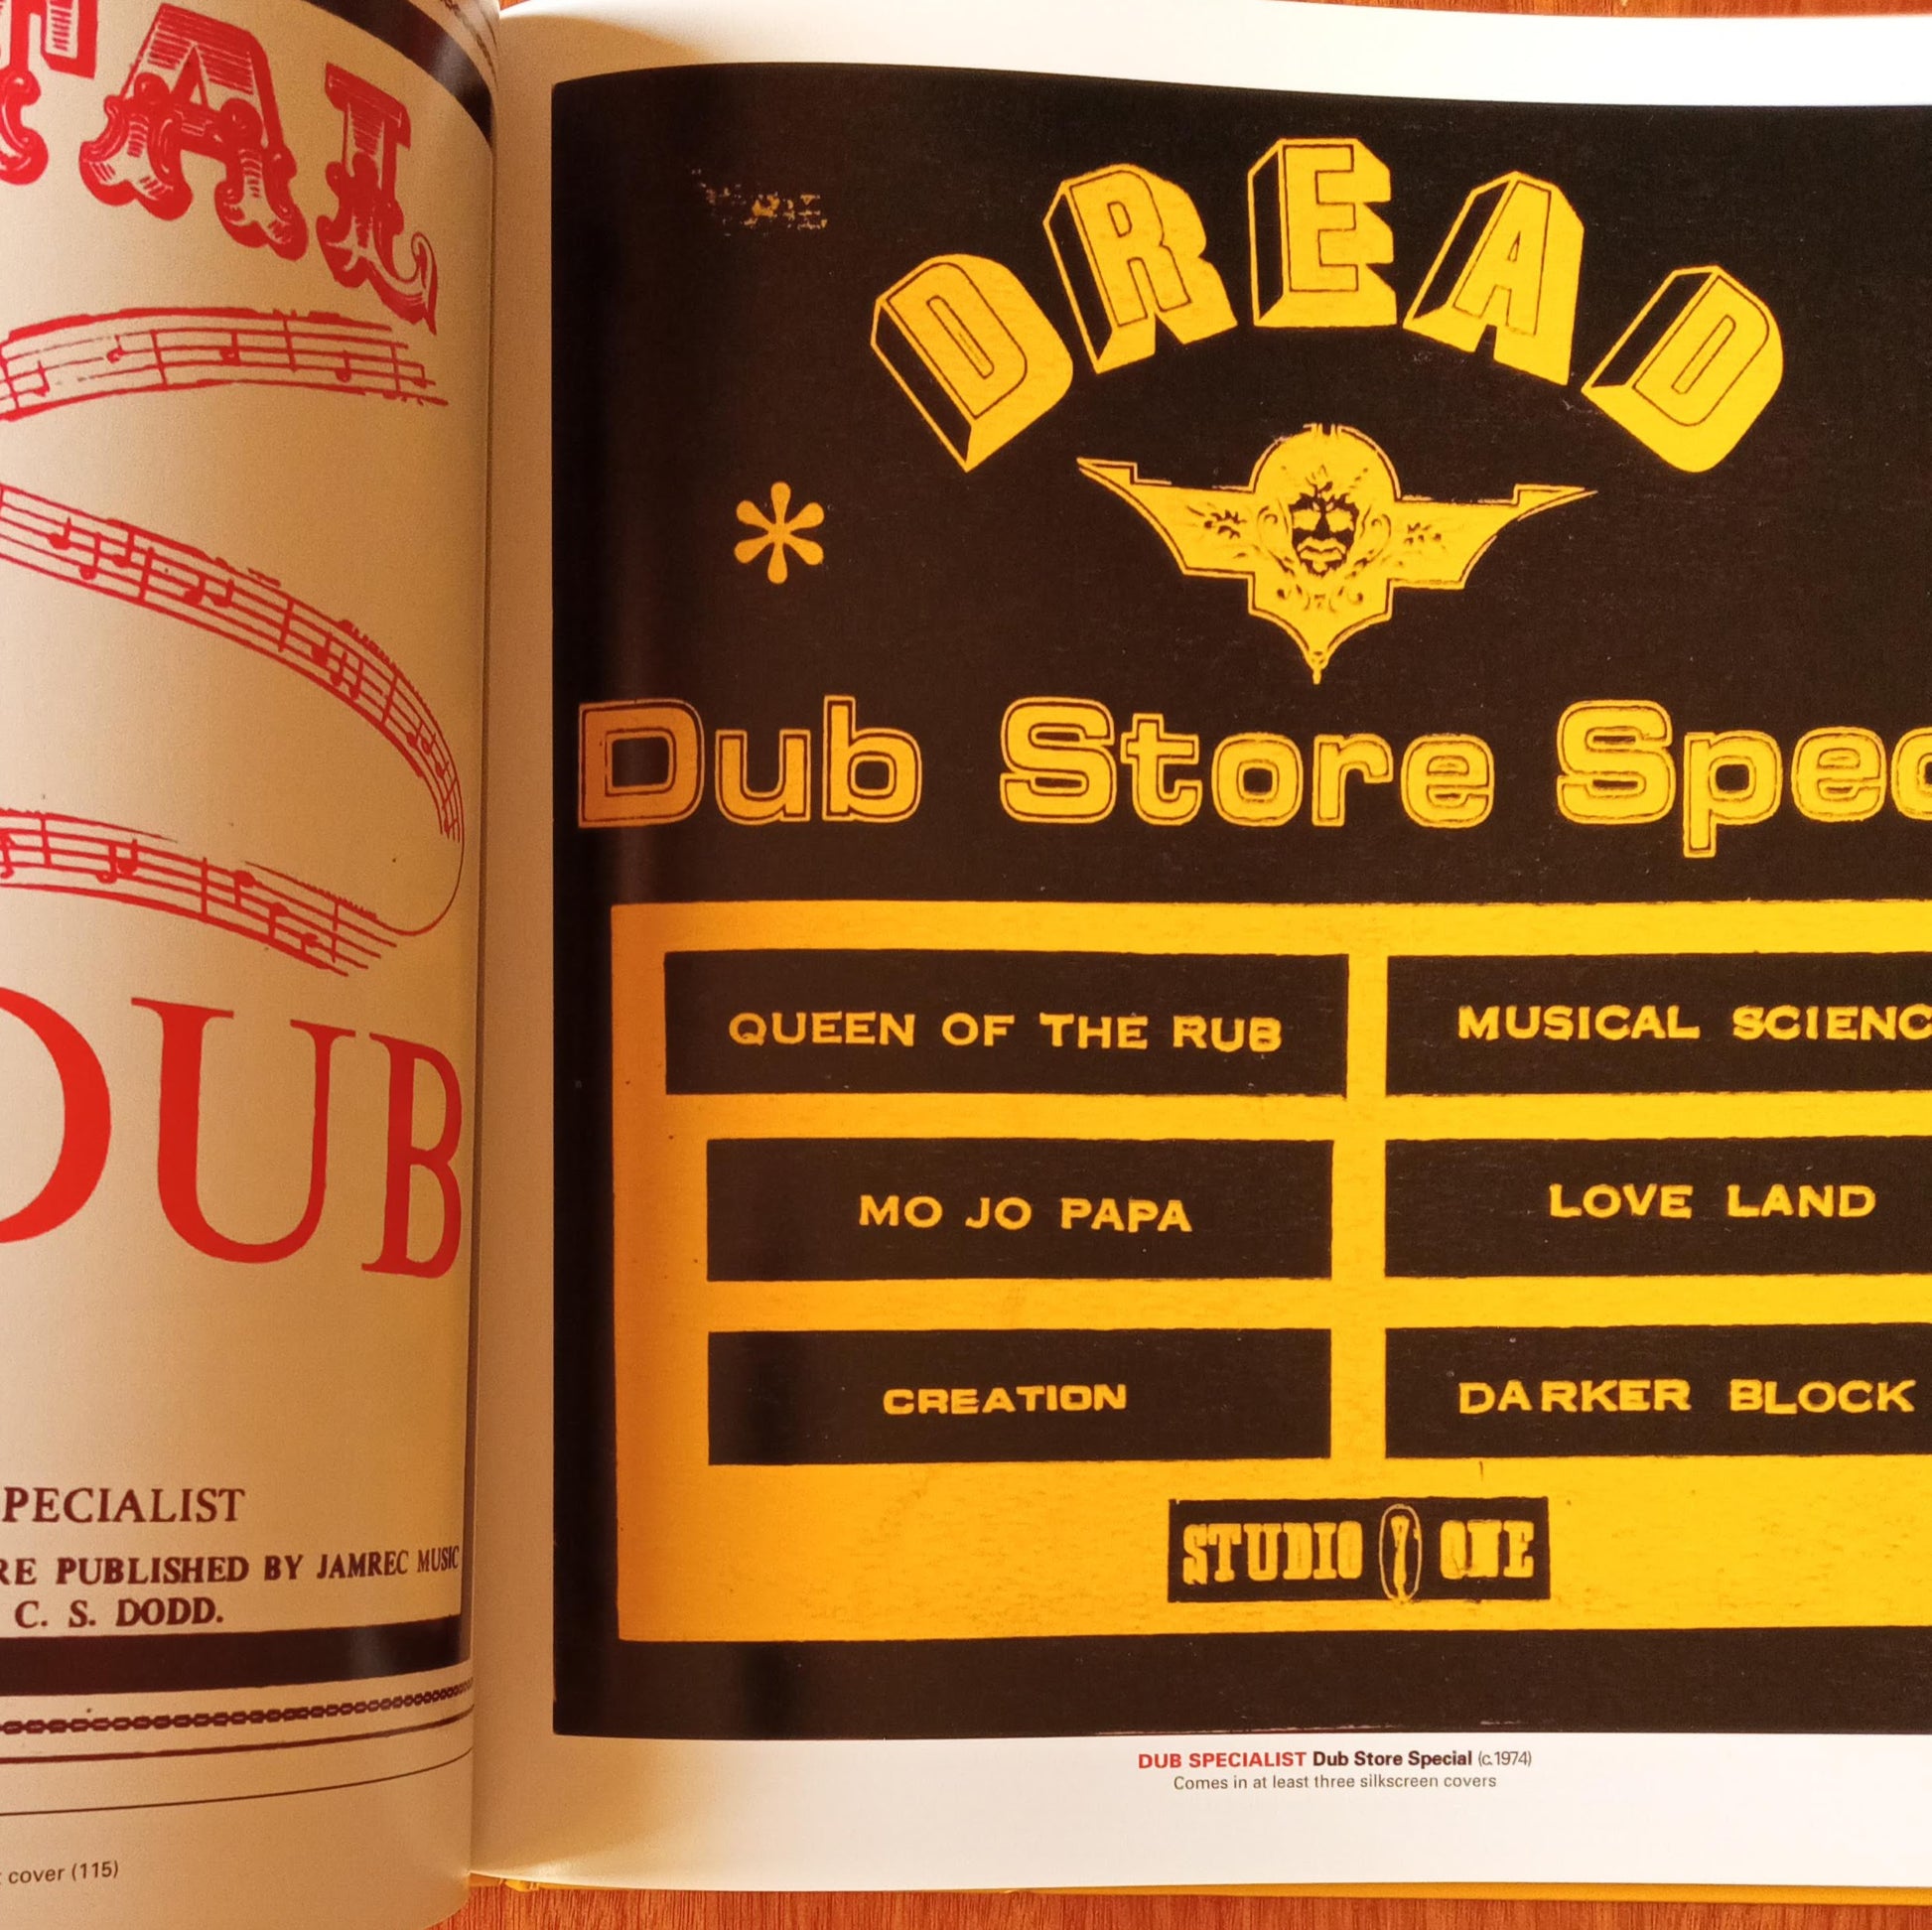 TAL
DUB
PECIALIST
RE PUBLISHED BY JAMREC MUSIC
C. S. DODD.
cover (115)
DREAD
*
Dub Store Spec
QUEEN OF THE RUB
MUSICAL SCIENC
MO JO PAPA
LOVE LAND
CREATION
DARKER BLOCK
STUDIO 1 ONE
DUB SPECIALIST Dub Store Special (c.1974)
Comes in at least three silkscreen covers